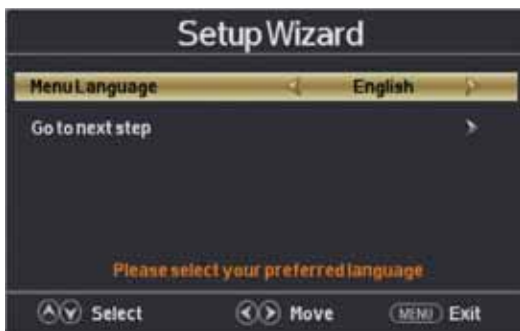 Setup Wizard
Menu Language English
Go to next step
Please select your preferred language
Select Move MENU Exit